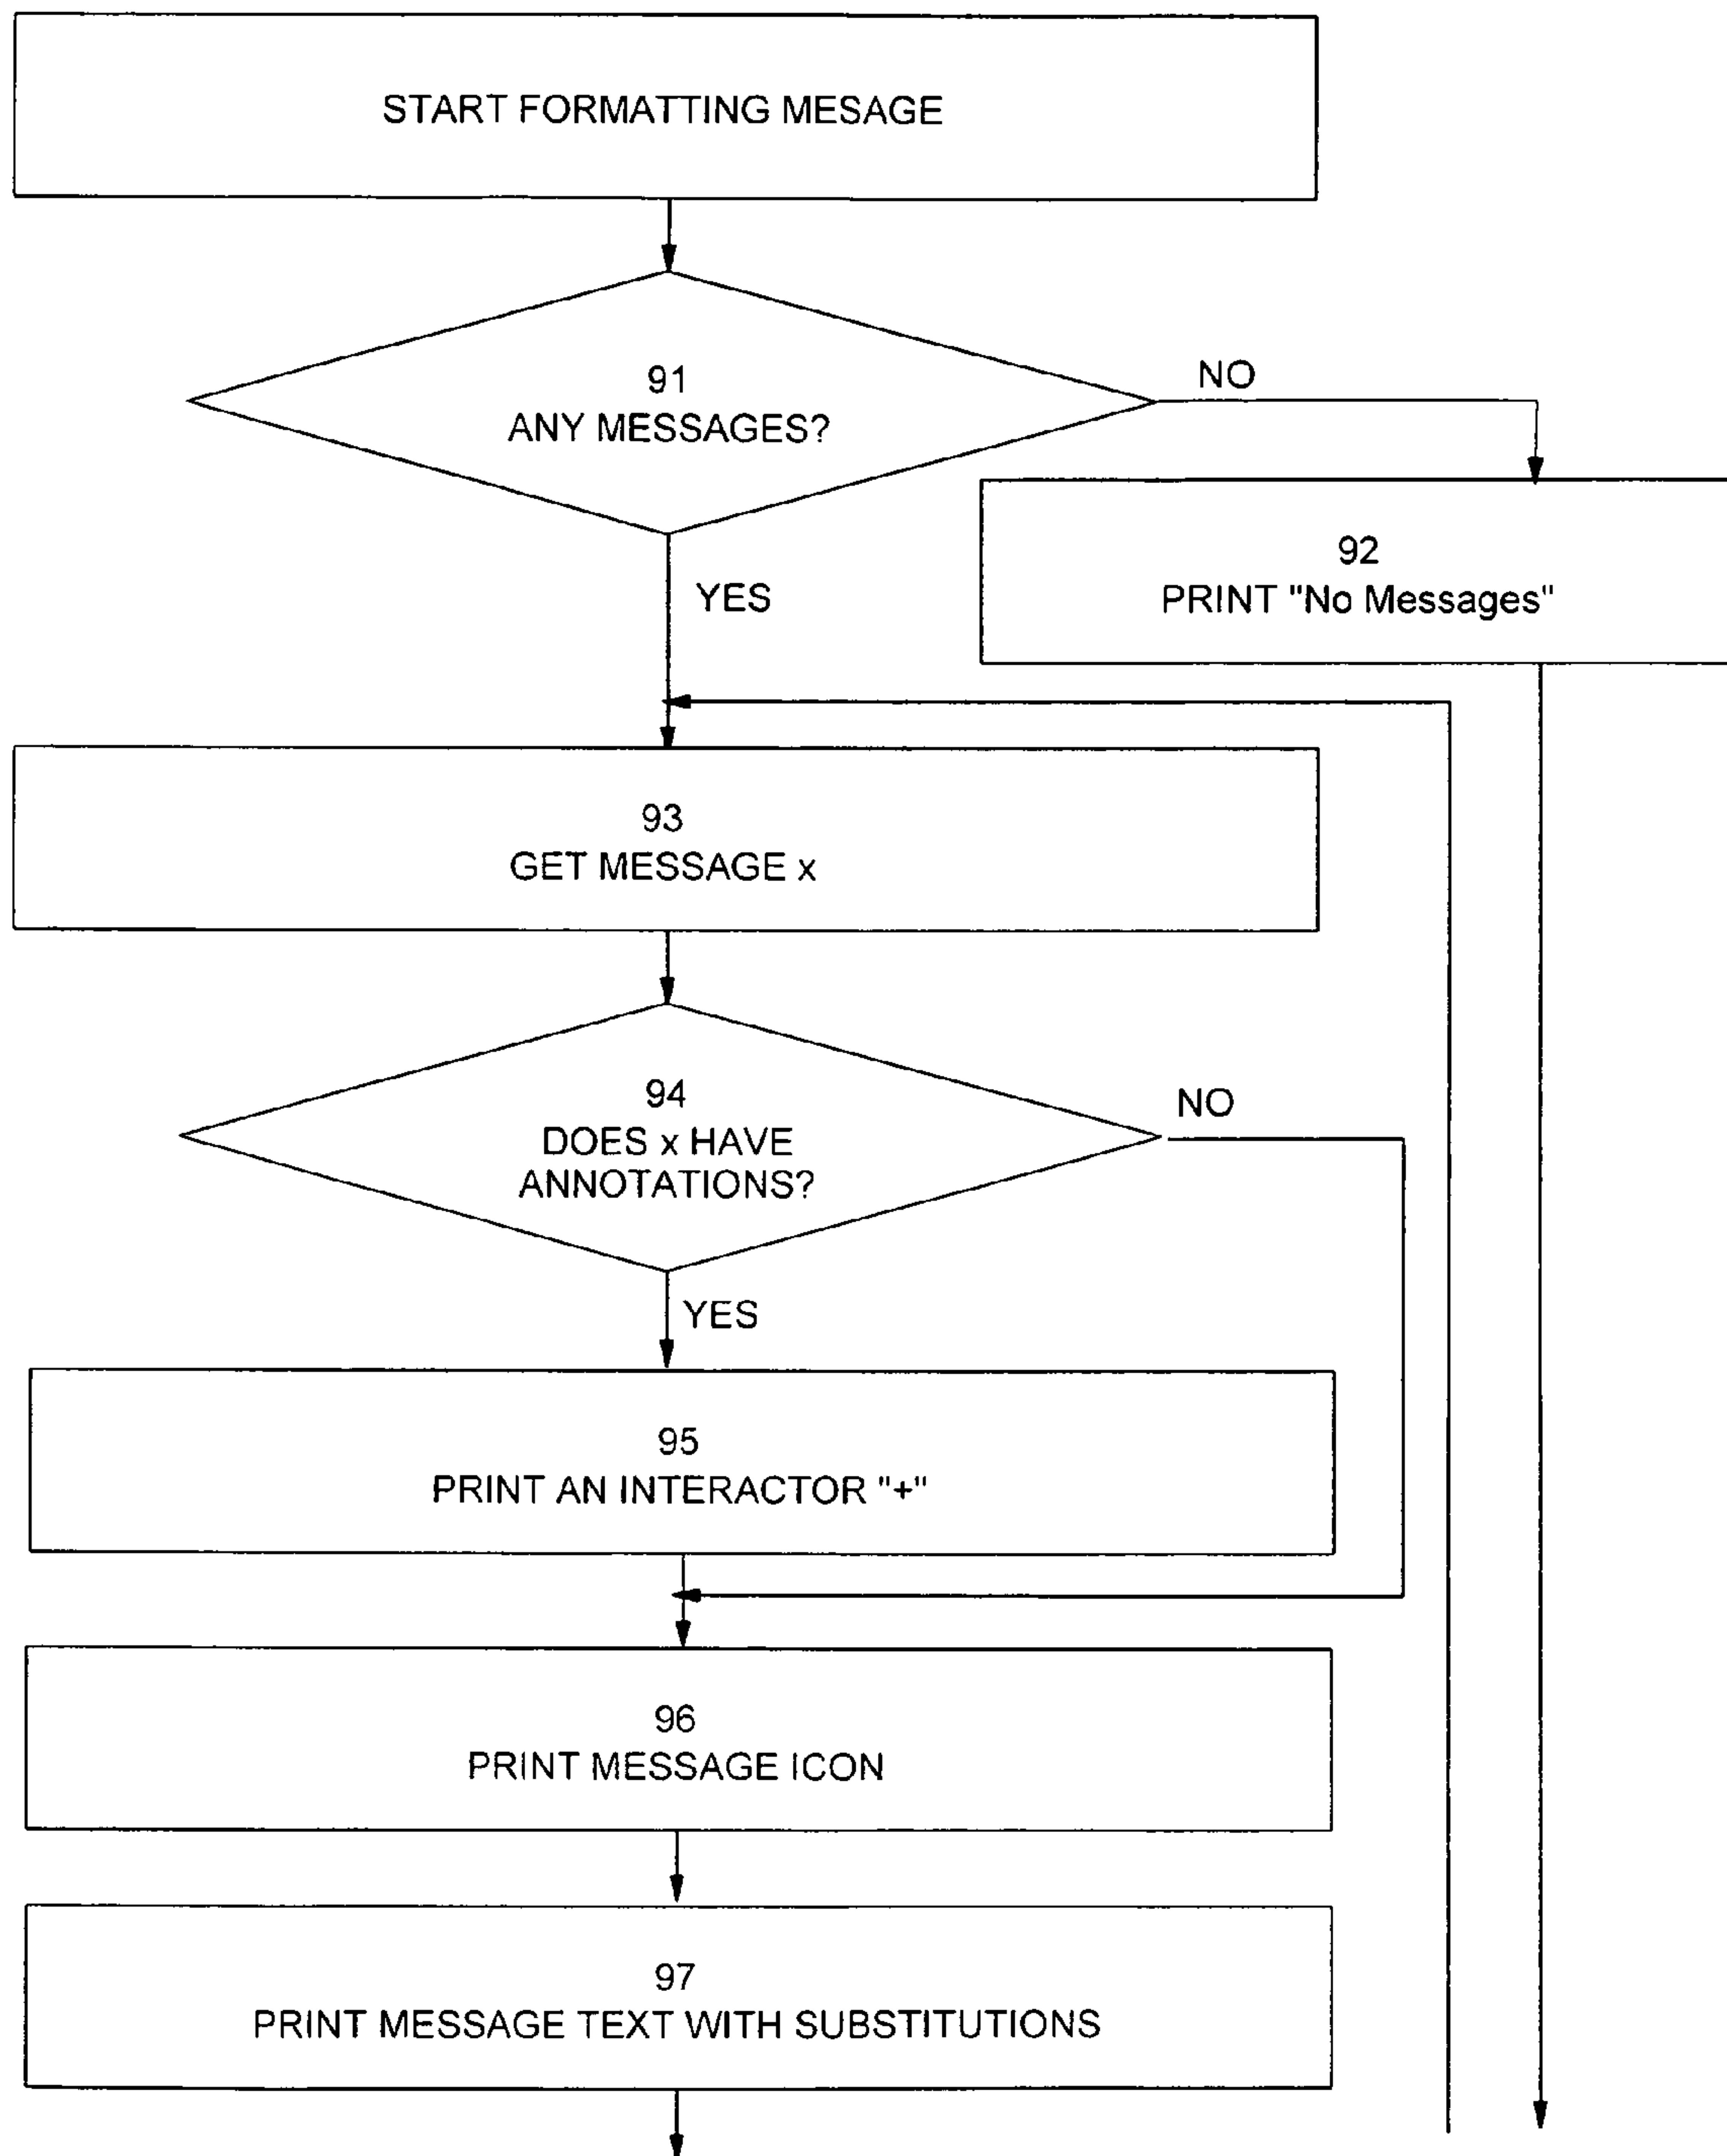 START FORMATTING MESAGE
91
ANY MESSAGES?
NO
92
PRINT "No Messages"
YES
93
GET MESSAGE x
94
DOES x HAVE
ANNOTATIONS?
NO
YES
95
PRINT AN INTERACTOR "+"
96
PRINT MESSAGE ICON
97
PRINT MESSAGE TEXT WITH SUBSTITUTIONS